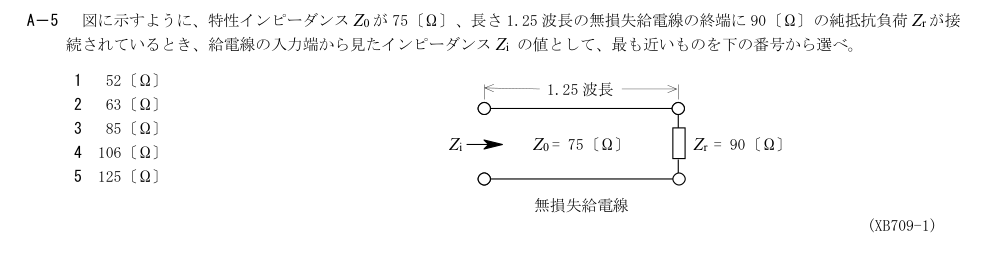 A－5　図に示すように、特性インピーダンス Z0 が 75〔Ω〕、長さ 1.25 波長の無損失給電線の終端に 90〔Ω〕の純抵抗負荷 Zr が接
続されているとき、給電線の入力端から見たインピーダンス Zi の値として、最も近いものを下の番号から選べ。
1　52〔Ω〕
2　63〔Ω〕
3　85〔Ω〕
4　106〔Ω〕
5　125〔Ω〕
1.25 波長
Zi　Z0＝ 75〔Ω〕　Zr ＝ 90〔Ω〕
無損失給電線
(XB709-1)